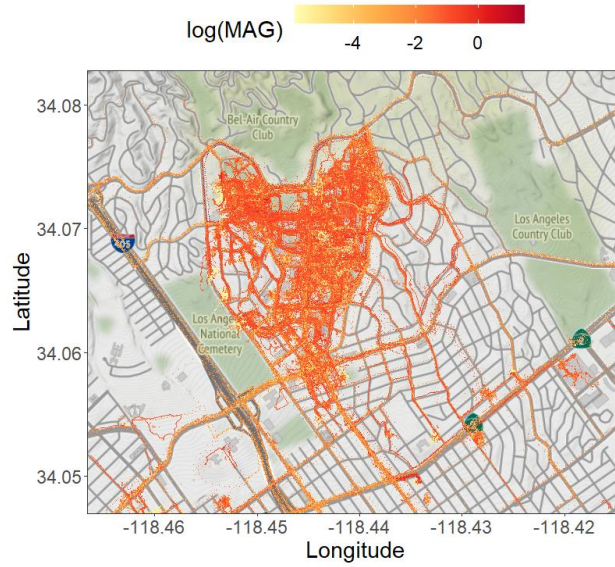 log(MAG)
-4 -2 0
34.08
34.07
34.06
34.05
Latitude
Bel-Air Country
Club
Los Angeles
Country Club
405
Los Angeles
National
Cemetery
-118.46 -118.45 -118.44 -118.43 -118.42
Longitude